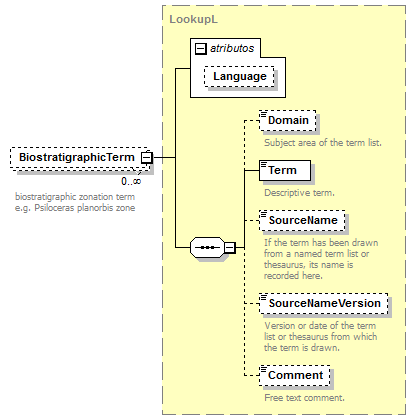 LookupL
atributos
Language
BiostratigraphicTerm
0..∞
biostratigraphic zonation term
e.g. Psiloceras planorbis zone
Domain
Subject area of the term list.
Term
Descriptive term.
SourceName
If the term has been drawn
from a named term list or
thesaurus, its name is
recorded here.
SourceNameVersion
Version or date of the term
list or thesaurus from which
the term is drawn.
Comment
Free text comment.